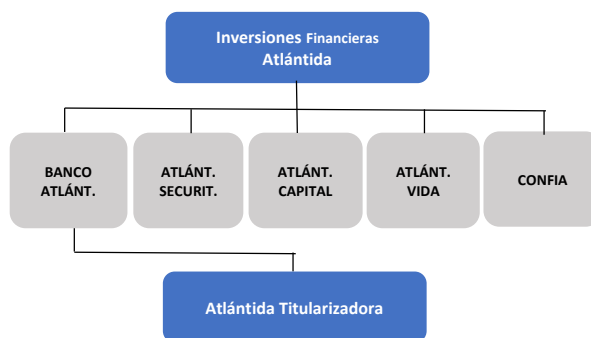 Inversiones Financieras
Atlántida
BANCO
ATLÁNT.
ATLÁNT.
SECURIT.
ATLÁNT.
CAPITAL
ATLÁNT.
VIDA
CONFIA
Atlántida Titularizadora